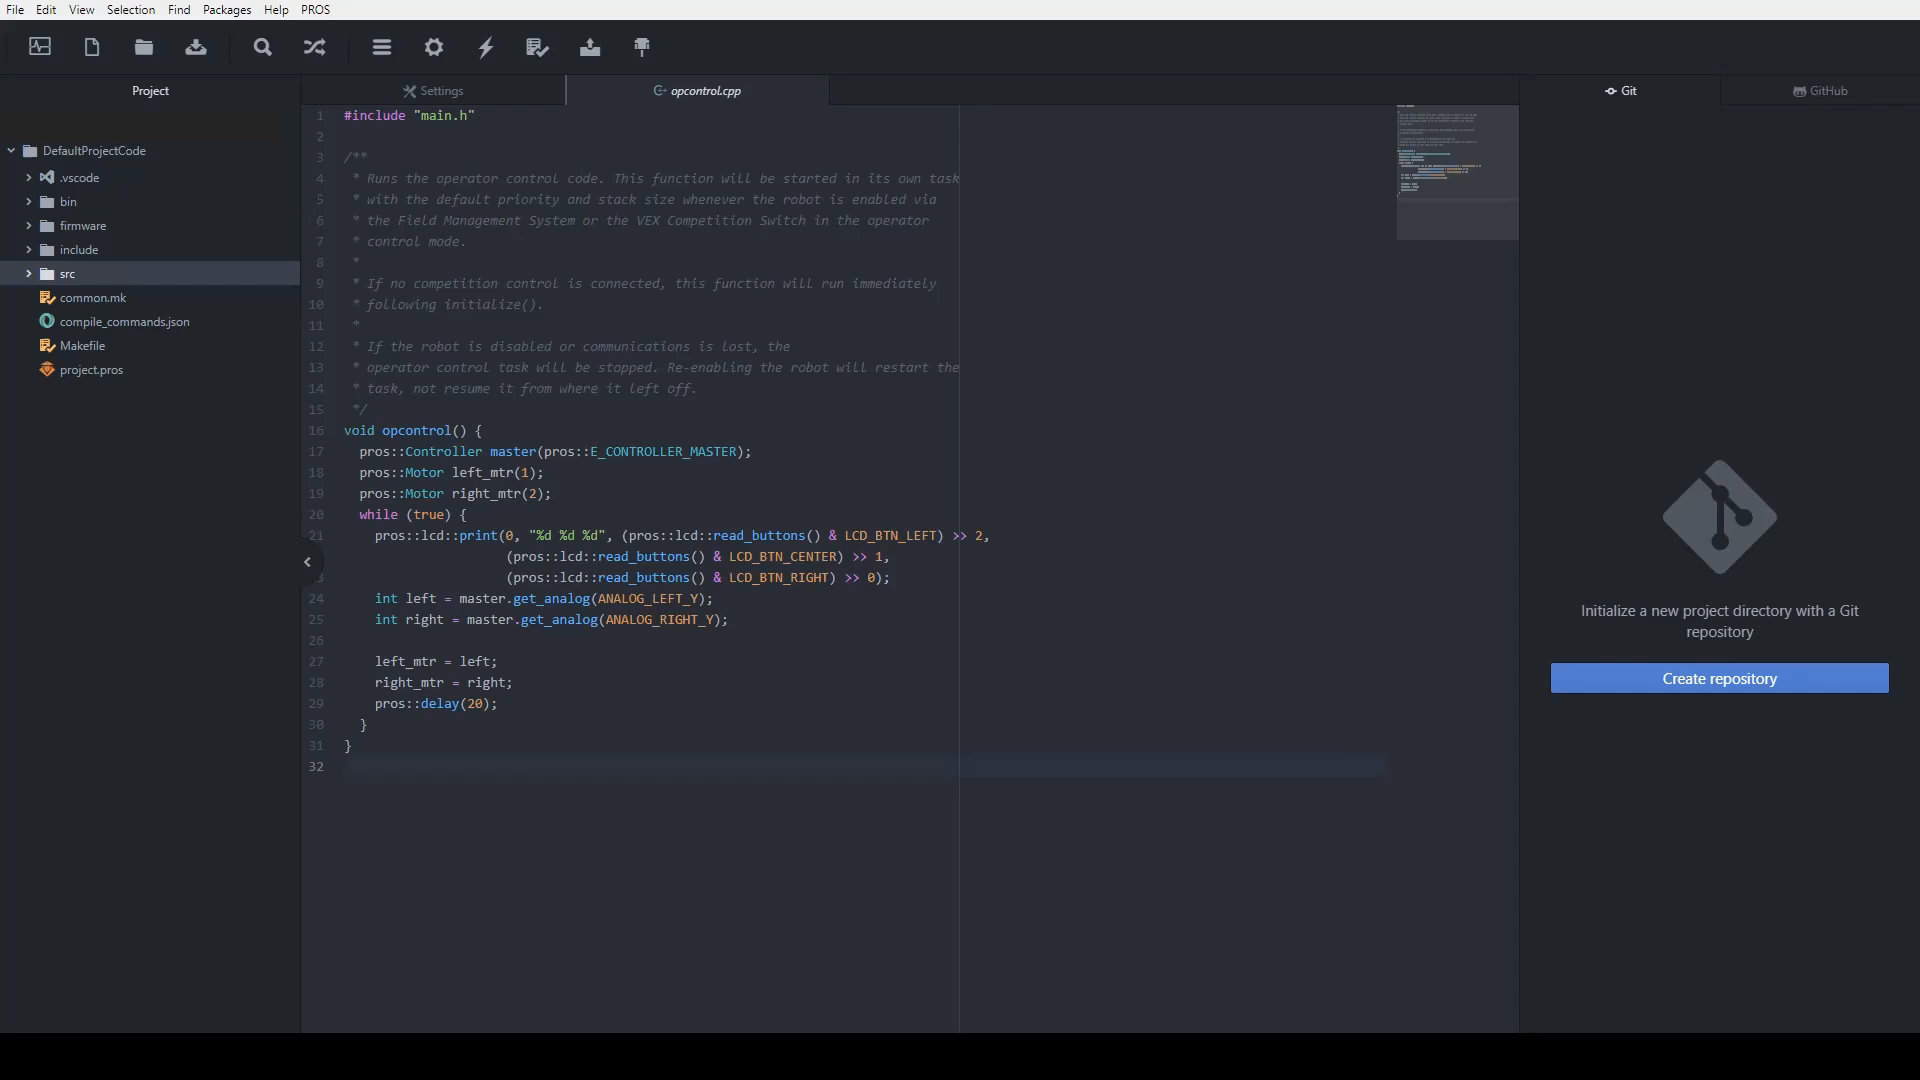 File Edit View Selection Find Packages Help PROS
Project
Settings
opcontrol.cpp
Git
GitHub
DefaultProjectCode
.vscode
bin
firmware
include
src
common.mk
compile_commands.json
Makefile
project.pros
1 #include "main.h"
2
3 /**
4 * Runs the operator control code. This function will be started in its own task
5 * with the default priority and stack size whenever the robot is enabled via
6 * the Field Management System or the VEX Competition Switch in the operator
7 * control mode.
8 *
9 * If no competition control is connected, this function will run immediately
10 * following initialize().
11 *
12 * If the robot is disabled or communications is lost, the
13 * operator control task will be stopped. Re-enabling the robot will restart the
14 * task, not resume it from where it left off.
15 */
16 void opcontrol() {
17 pros::Controller master(pros::E_CONTROLLER_MASTER);
18 pros::Motor left_mtr(1);
19 pros::Motor right_mtr(2);
20 while (true) {
21 pros::lcd::print(0, "%d %d %d", (pros::lcd::read_buttons() & LCD_BTN_LEFT) >> 2,
(pros::lcd::read_buttons() & LCD_BTN_CENTER) >> 1,
3 (pros::lcd::read_buttons() & LCD_BTN_RIGHT) >> 0);
24 int left = master.get_analog(ANALOG_LEFT_Y);
25 int right = master.get_analog(ANALOG_RIGHT_Y);
26
27 left_mtr = left;
28 right_mtr = right;
29 pros::delay(20);
30 }
31 }
32
Initialize a new project directory with a Git
repository
Create repository